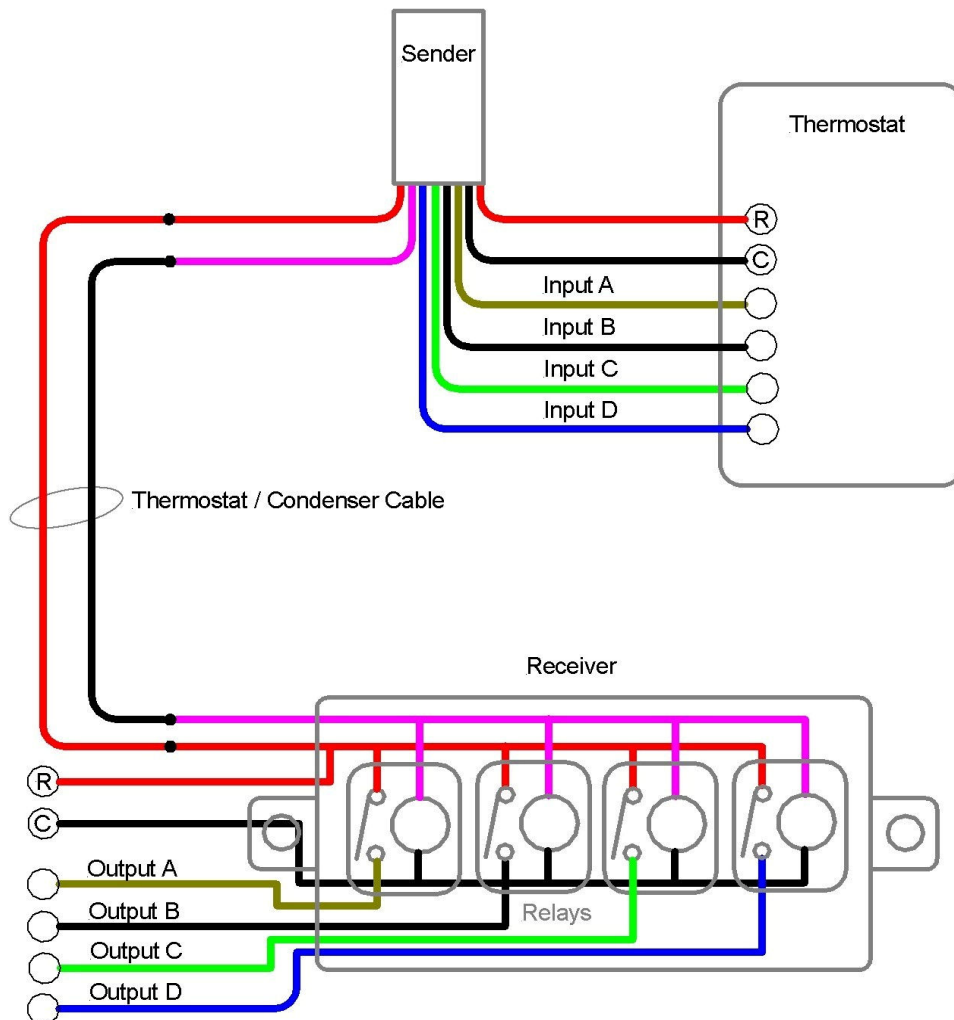 Sender
Thermostat
R
C
Input A
Input B
Input C
Input D
Thermostat / Condenser Cable
Receiver
R
C
Output A
Output B
Output C
Output D
Relays